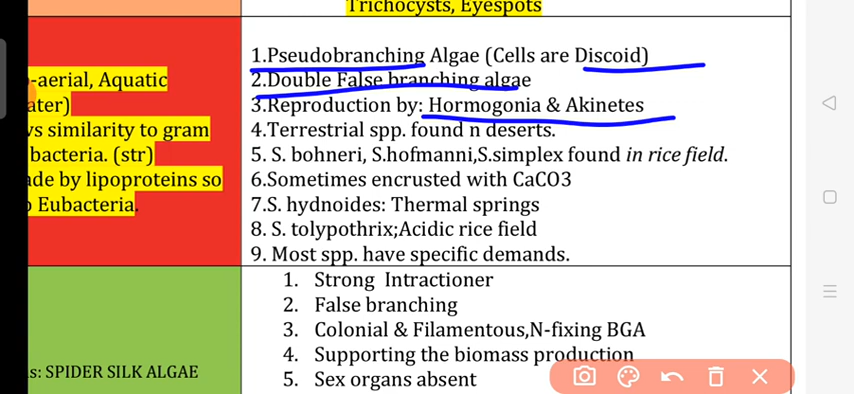 Trichocysts, Eyespots
-aerial, Aquatic
ater)
vs similarity to gram
bacteria. (str)
ade by lipoproteins so
Eubacteria.
1.Pseudobranching Algae (Cells are Discoid)
2.Double False branching algae
3.Reproduction by: Hormogonia & Akinetes
4.Terrestrial spp. found n deserts.
5. S. bohneri, S.hofmanni,S.simplex found in rice field.
6.Sometimes encrusted with CaCO3
7.S. hydnoides: Thermal springs
8. S. tolypothrix;Acidic rice field
9. Most spp. have specific demands.
s: SPIDER SILK ALGAE
1. Strong Intractioner
2. False branching
3. Colonial & Filamentous,N-fixing BGA
4. Supporting the biomass production
5. Sex organs absent